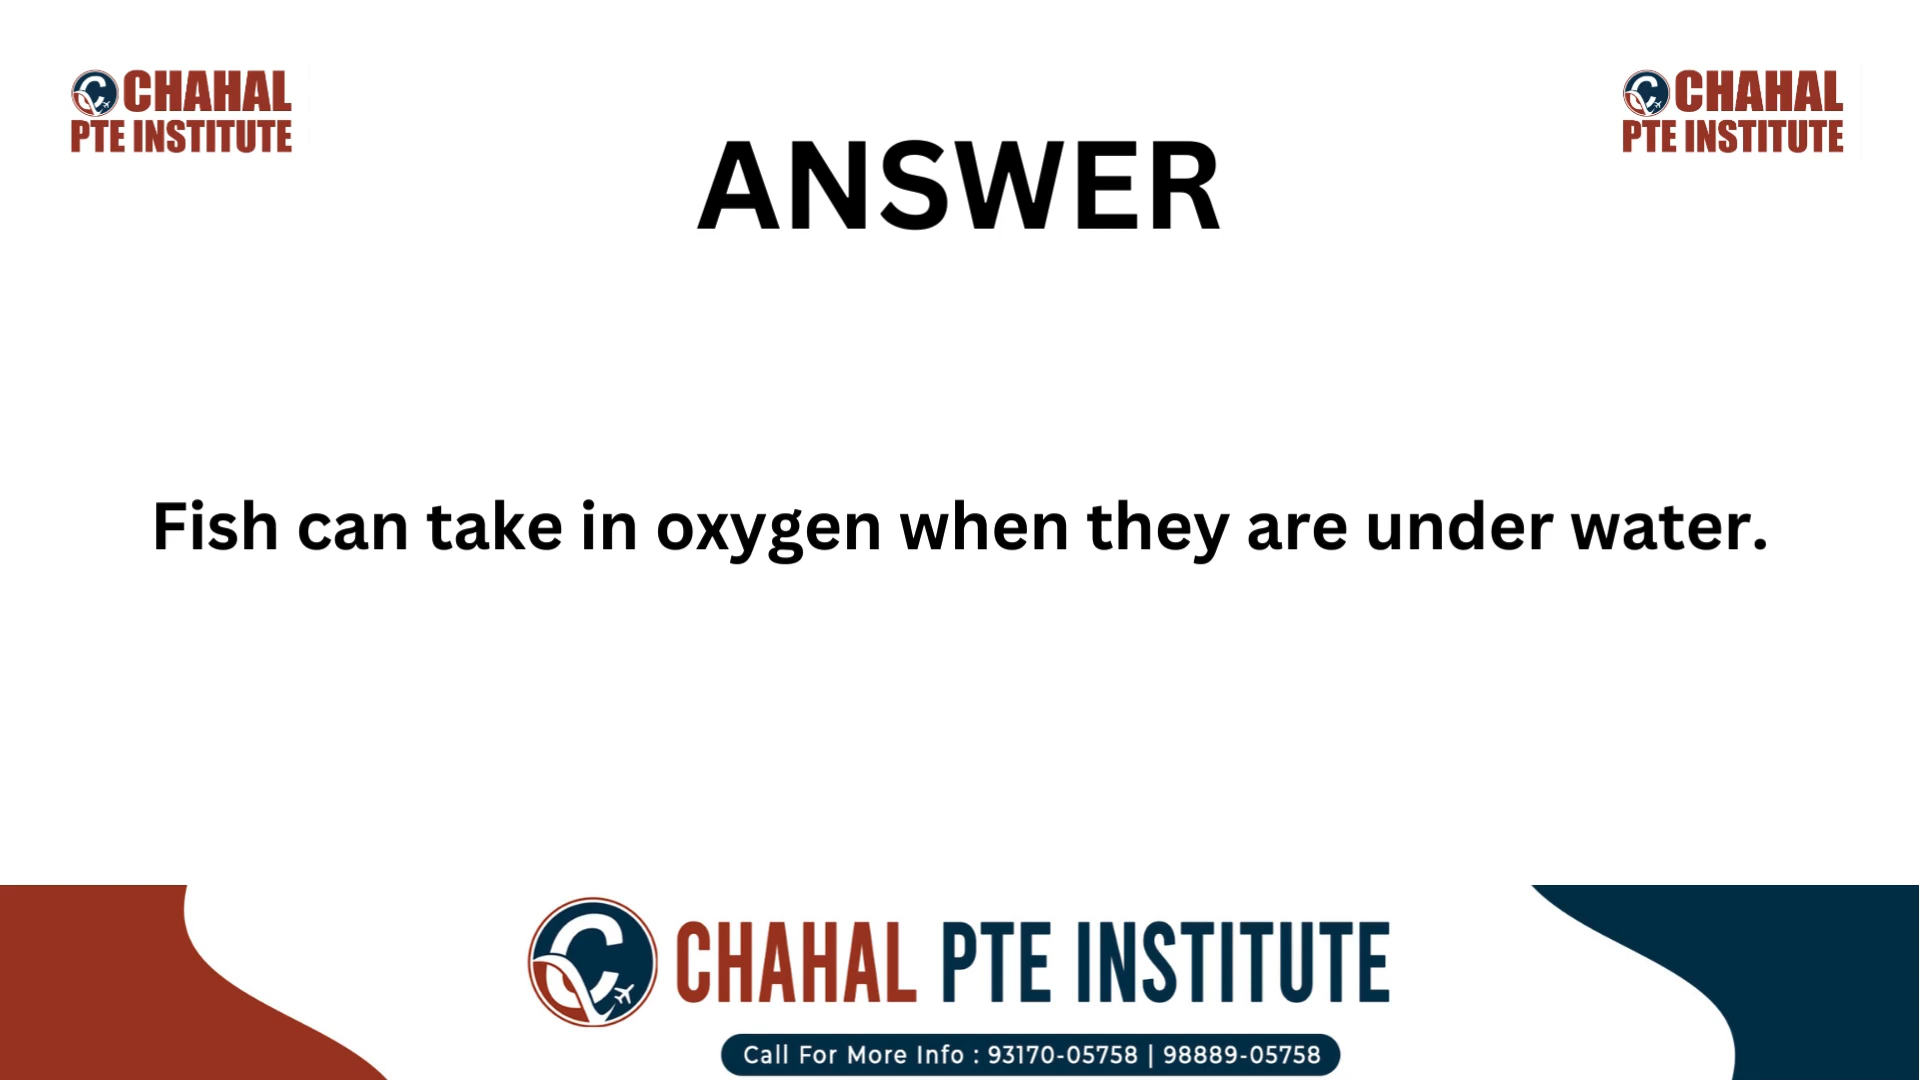 CHAHAL
PTE INSTITUTE
CHAHAL
PTE INSTITUTE
ANSWER
Fish can take in oxygen when they are under water.
CHAHAL PTE INSTITUTE
Call For More Info : 93170-05758 | 98889-05758